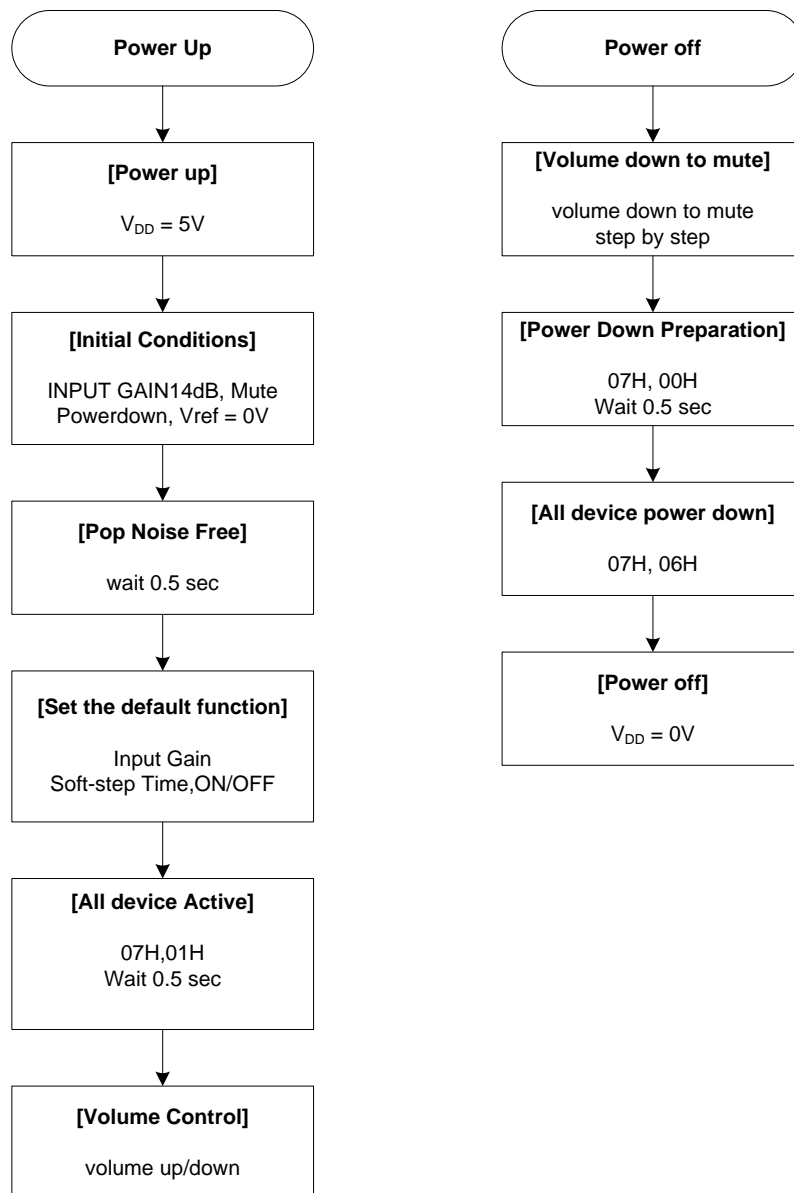 Power Up
[Power up]
VDD = 5V
[Initial Conditions]
INPUT GAIN14dB, Mute
Powerdown, Vref = 0V
[Pop Noise Free]
wait 0.5 sec
[Set the default function]
Input Gain
Soft-step Time,ON/OFF
[All device Active]
07H,01H
Wait 0.5 sec
[Volume Control]
volume up/down
Power off
[Volume down to mute]
volume down to mute
step by step
[Power Down Preparation]
07H, 00H
Wait 0.5 sec
[All device power down]
07H, 06H
[Power off]
VDD = 0V